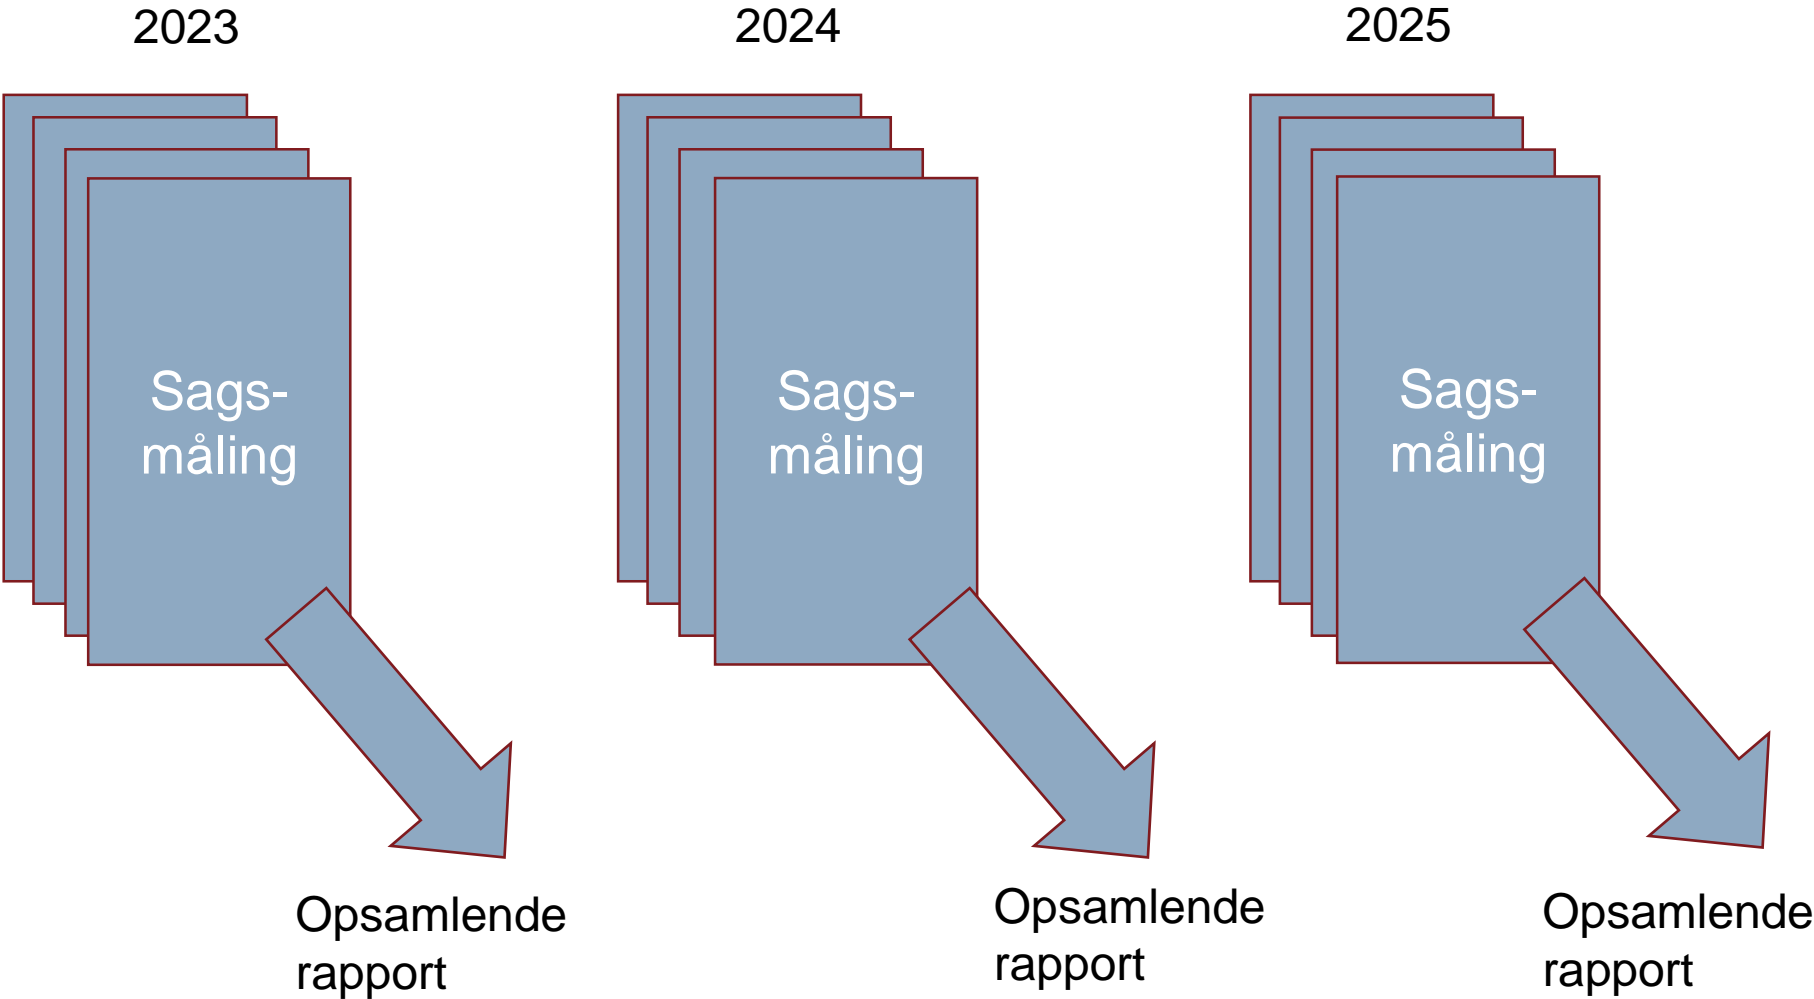 2023
2024
2025
Sags-
måling
Sags-
måling
Sags-
måling
Opsamlende
rapport
Opsamlende
rapport
Opsamlende
rapport